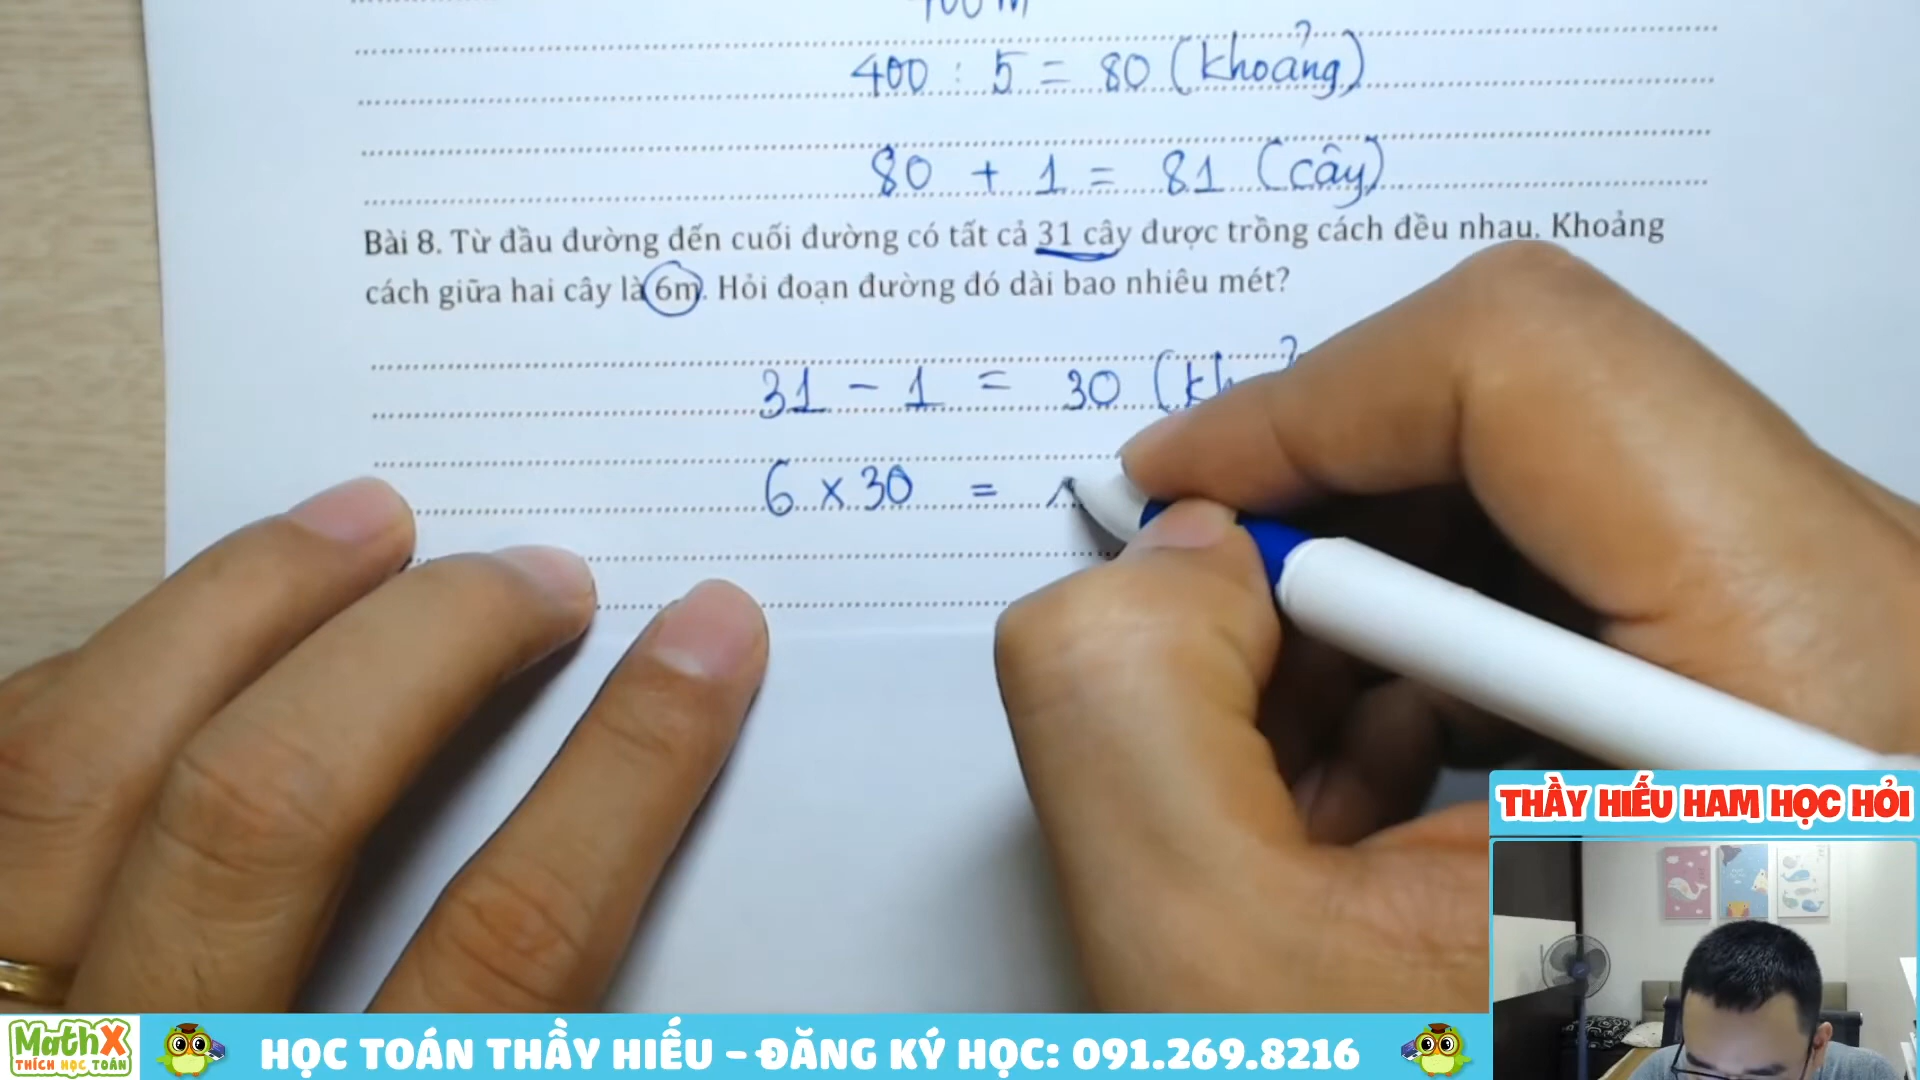 400 : 5 = 80 (khoảng)
80 + 1 = 81 (cây)
Bài 8. Từ đầu đường đến cuối đường có tất cả 31 cây được trồng cách đều nhau. Khoảng
cách giữa hai cây là 6m. Hỏi đoạn đường đó dài bao nhiêu mét?
31 - 1 = 30
6 x 30 =
THẦY HIẾU HAM HỌC HỎI
MathX
THÍCH HỌC TOÁN
HỌC TOÁN THẦY HIẾU - ĐĂNG KÝ HỌC: 091.269.8216